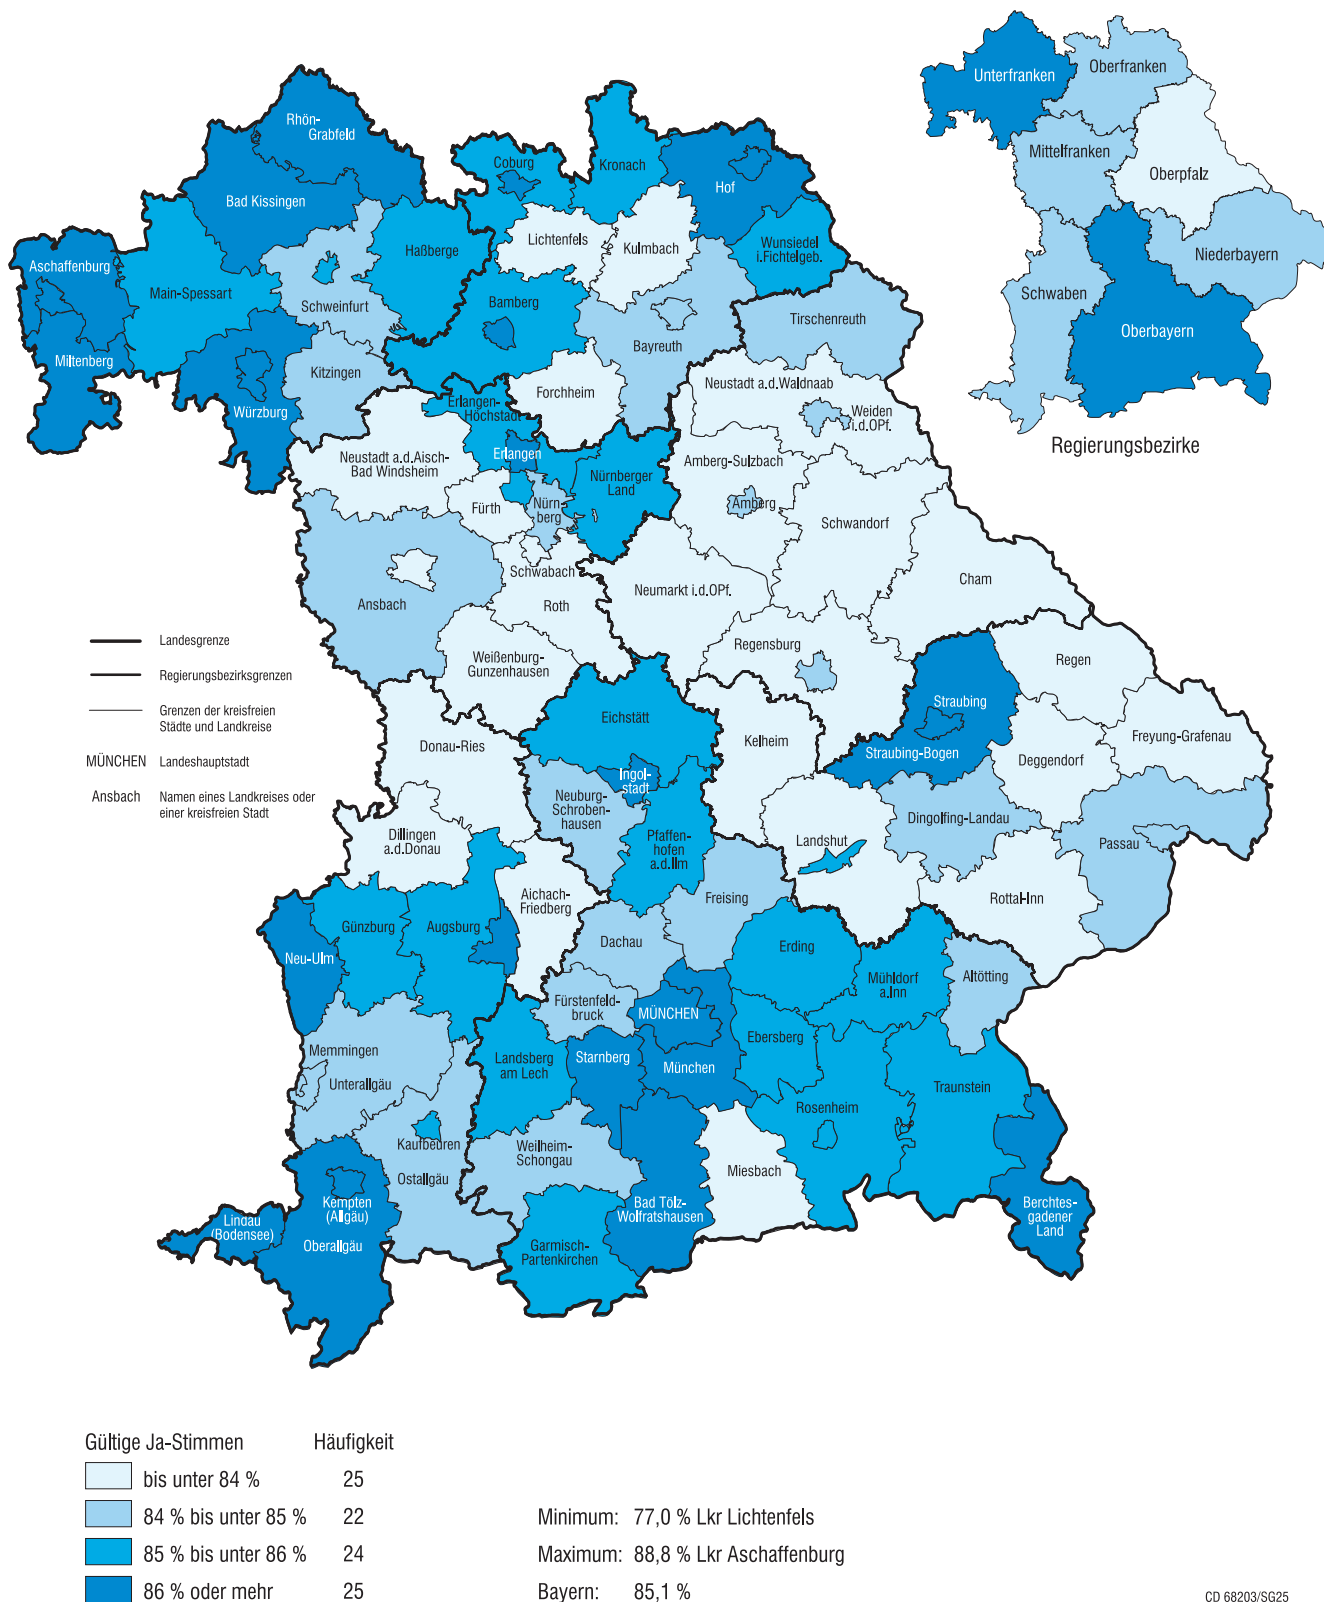 Unterfranken
Oberfranken
Mittelfranken
Oberpfalz
Niederbayern
Schwaben
Oberbayern
Regierungsbezirke
Rhön-
Grabfeld
Coburg
Kronach
Hof
Bad Kissingen
Lichtenfels
Kulmbach
Wunsiedel
i.Fichtelgeb.
Haßberge
Aschaffenburg
Main-Spessart
Schweinfurt
Bamberg
Tirschenreuth
Bayreuth
Miltenberg
Kitzingen
Würzburg
Forchheim
Neustadt a.d.Waldnaab
Erlangen-
Höchstadt
Weiden
i.d.OPf.
Erlangen
Neustadt a.d.Aisch-
Bad Windsheim
Nürnberger
Land
Amberg-Sulzbach
Fürth
Nürn-
berg
Amberg
Schwandorf
Schwabach
Cham
Neumarkt i.d.OPf.
Ansbach
Roth
Regensburg
Weißenburg-
Gunzenhausen
Regen
Straubing
Eichstätt
Kelheim
Freyung-Grafenau
Donau-Ries
Straubing-Bogen
Deggendorf
Ingol-
stadt
Neuburg-
Schroben-
hausen
Dingolfing-Landau
Dillingen
a.d.Donau
Pfaffen-
hofen
a.d.Ilm
Landshut
Passau
Aichach-
Friedberg
Freising
Rottal-Inn
Günzburg
Augsburg
Dachau
Erding
Neu-Ulm
Mühldorf
a.Inn
Altötting
Fürstenfeld-
bruck
MÜNCHEN
Ebersberg
Memmingen
Landsberg
am Lech
Starnberg
München
Unterallgäu
Traunstein
Rosenheim
Kaufbeuren
Weilheim-
Schongau
Miesbach
Ostallgäu
Kempten
(Allgäu)
Bad Tölz-
Wolfratshausen
Berchtes-
gadener
Land
Lindau
(Bodensee)
Oberallgäu
Garmisch-
Partenkirchen
Landesgrenze
Regierungsbezirksgrenzen
Grenzen der kreisfreien
Städte und Landkreise
MÜNCHEN Landeshauptstadt
Ansbach Namen eines Landkreises oder
einer kreisfreien Stadt
Gültige Ja-Stimmen Häufigkeit
bis unter 84 % 25
84 % bis unter 85 % 22
85 % bis unter 86 % 24
86 % oder mehr 25
Minimum: 77,0 % Lkr Lichtenfels
Maximum: 88,8 % Lkr Aschaffenburg
Bayern: 85,1 %
CD 68203/SG25